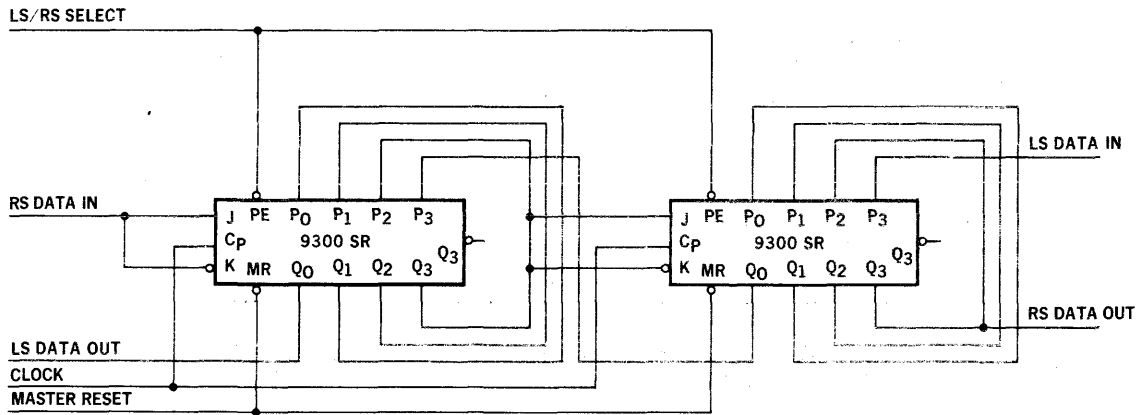 LS/RS SELECT
LS DATA IN
RS DATA IN
J PE P0 P1 P2 P3
CP 9300 SR Q3
K MR Q0 Q1 Q2 Q3
J PE P0 P1 P2 P3
CP 9300 SR Q3
K MR Q0 Q1 Q2 Q3
RS DATA OUT
LS DATA OUT
CLOCK
MASTER RESET